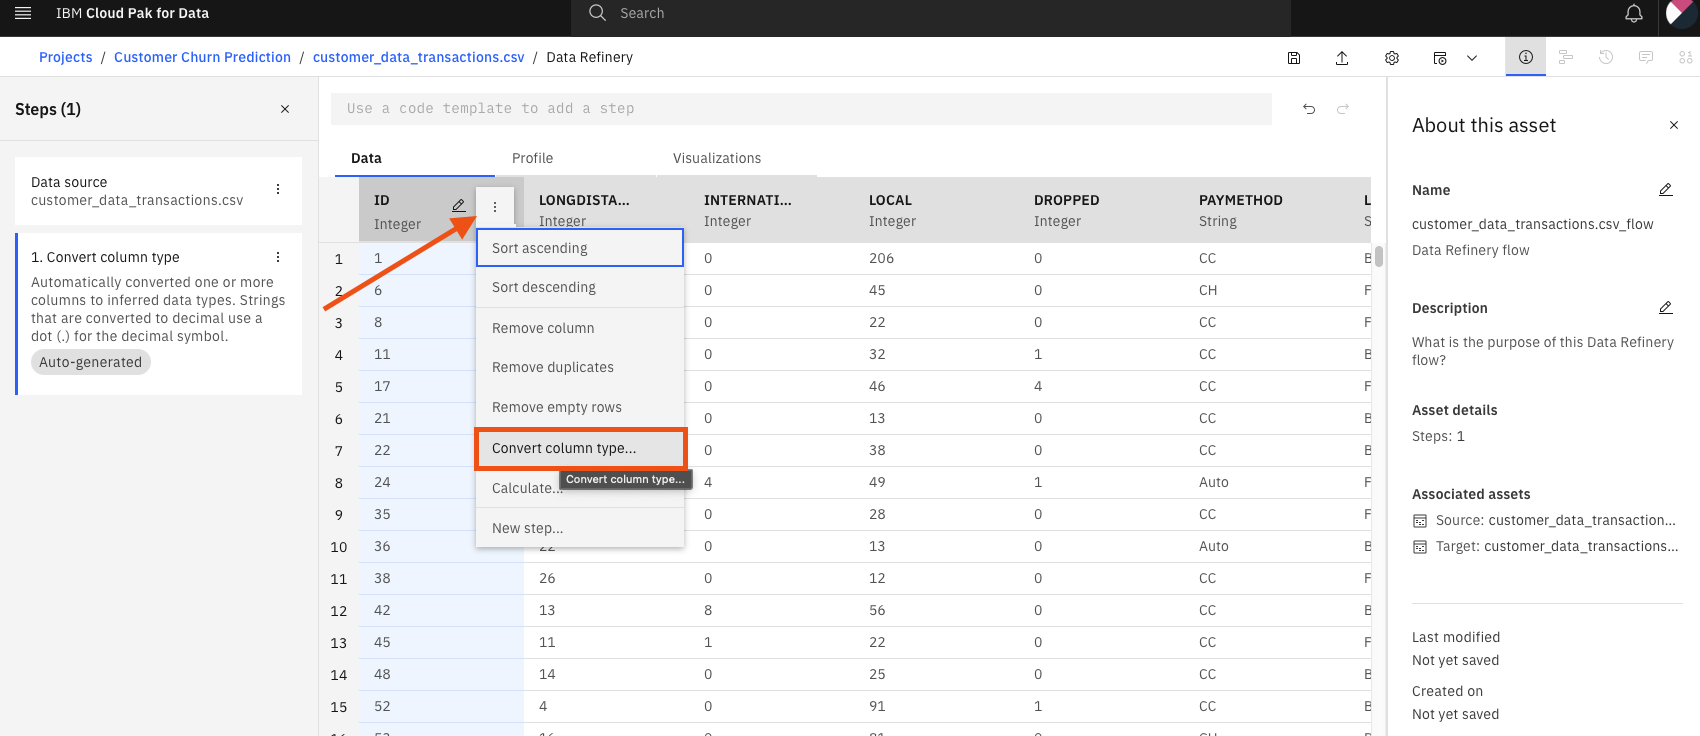 IBM Cloud Pak for Data
Search
Projects / Customer Churn Prediction / customer_data_transactions.csv / Data Refinery
Steps (1)
Data source
customer_data_transactions.csv
1. Convert column type
Automatically converted one or more
columns to inferred data types. Strings
that are converted to decimal use a
dot (.) for the decimal symbol.
Auto-generated
Use a code template to add a step
Data Profile Visualizations
ID LONGDISTA... INTERNATI... LOCAL DROPPED PAYMETHOD L
Integer Integer Integer Integer Integer String S
1 1 0 206 0 CC B
2 6 0 45 0 CH F
3 8 0 22 0 CC F
4 11 0 32 1 CC B
5 17 0 46 4 CC F
6 21 0 13 0 CC B
7 22 0 38 0 CC B
8 24 4 49 1 Auto F
9 35 0 28 0 CC F
10 36 22 0 13 0 Auto B
11 38 26 0 12 0 CC F
12 42 13 8 56 0 CC B
13 45 11 1 22 0 CC F
14 48 14 0 25 0 CC B
15 52 4 0 91 1 CC B
Sort ascending
Sort descending
Remove column
Remove duplicates
Remove empty rows
Convert column type...
Convert column type...
Calculate...
New step...
About this asset
Name
customer_data_transactions.csv_flow
Data Refinery flow
Description
What is the purpose of this Data Refinery
flow?
Asset details
Steps: 1
Associated assets
Source: customer_data_transaction...
Target: customer_data_transactions...
Last modified
Not yet saved
Created on
Not yet saved